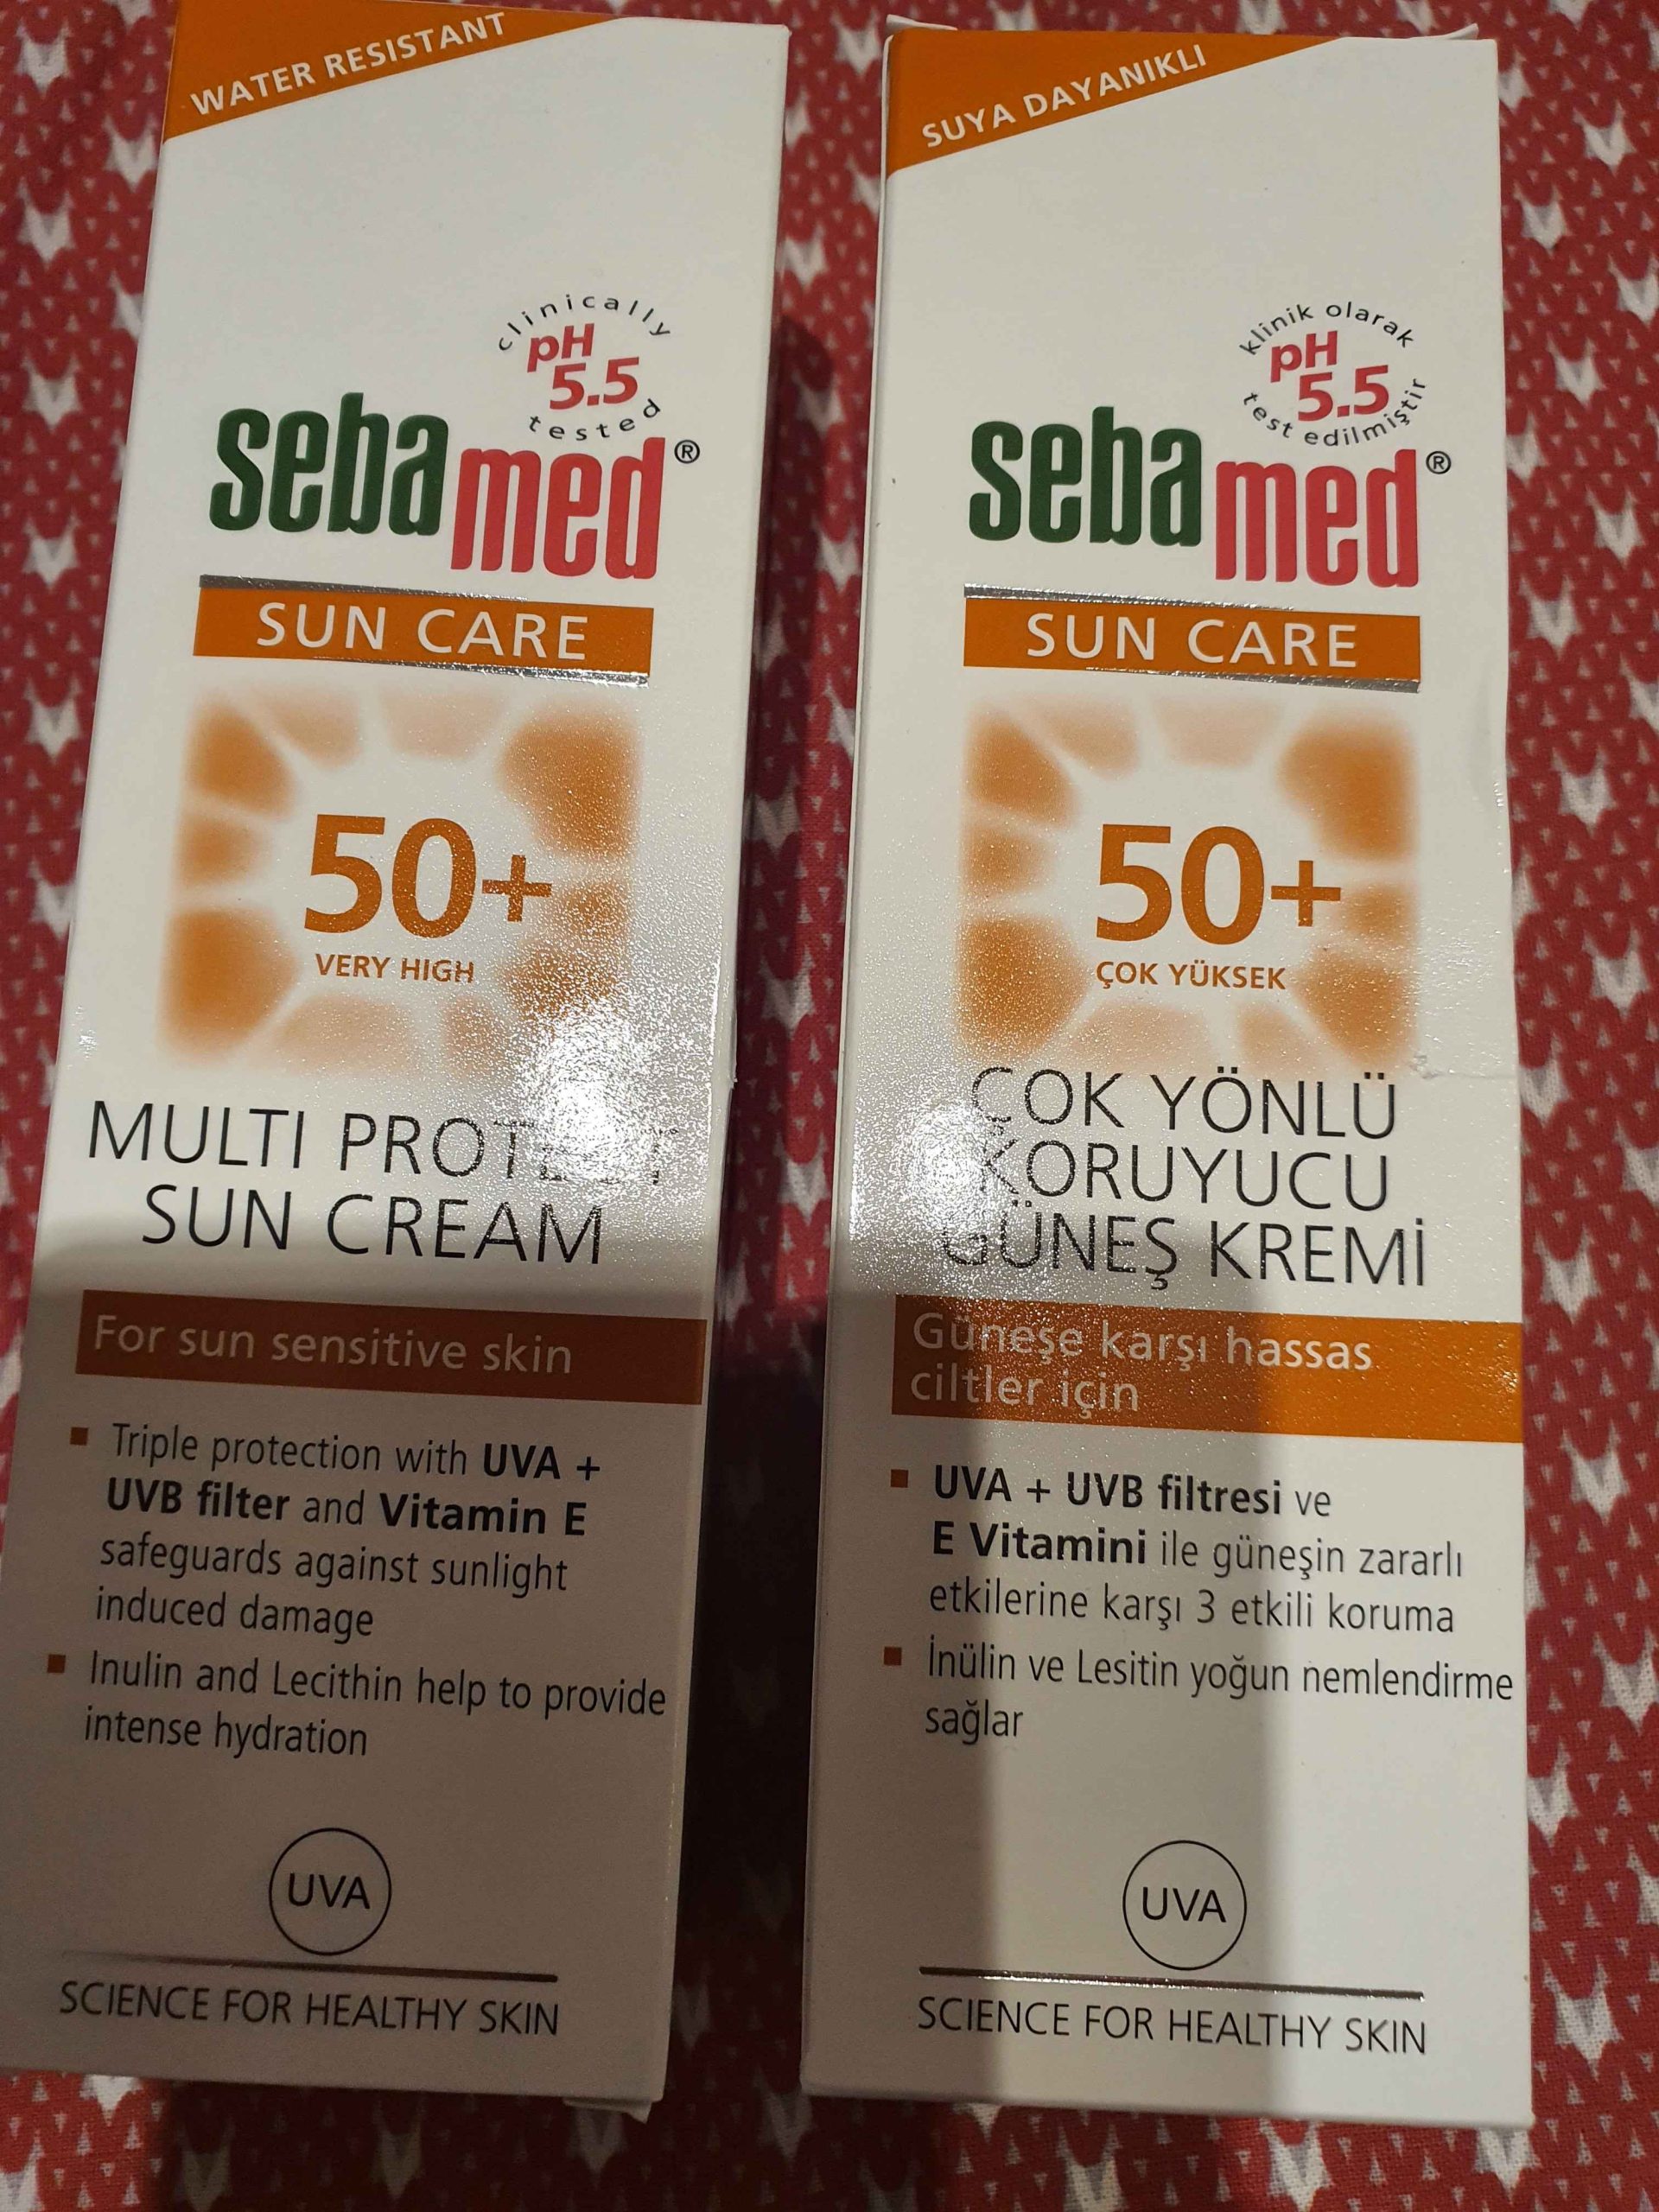 WATER RESISTANT
clinically
pH
5.5
tested
sebamed®
SUN CARE
50+
VERY HIGH
MULTI PROTECT
SUN CREAM
For sun sensitive skin
▪ Triple protection with UVA +
UVB filter and Vitamin E
safeguards against sunlight
induced damage
▪ Inulin and Lecithin help to provide
intense hydration
UVA
SCIENCE FOR HEALTHY SKIN
SUYA DAYANIKLI
klinik olarak
pH
5.5
test edilmiştir
sebamed®
SUN CARE
50+
ÇOK YÜKSEK
ÇOK YÖNLÜ
KORUYUCU
GÜNEŞ KREMİ
Güneşe karşı hassas
ciltler için
▪ UVA + UVB filtresi ve
E Vitamini ile güneşin zararlı
etkilerine karşı 3 etkili koruma
▪ İnülin ve Lesitin yoğun nemlendirme
sağlar
UVA
SCIENCE FOR HEALTHY SKIN